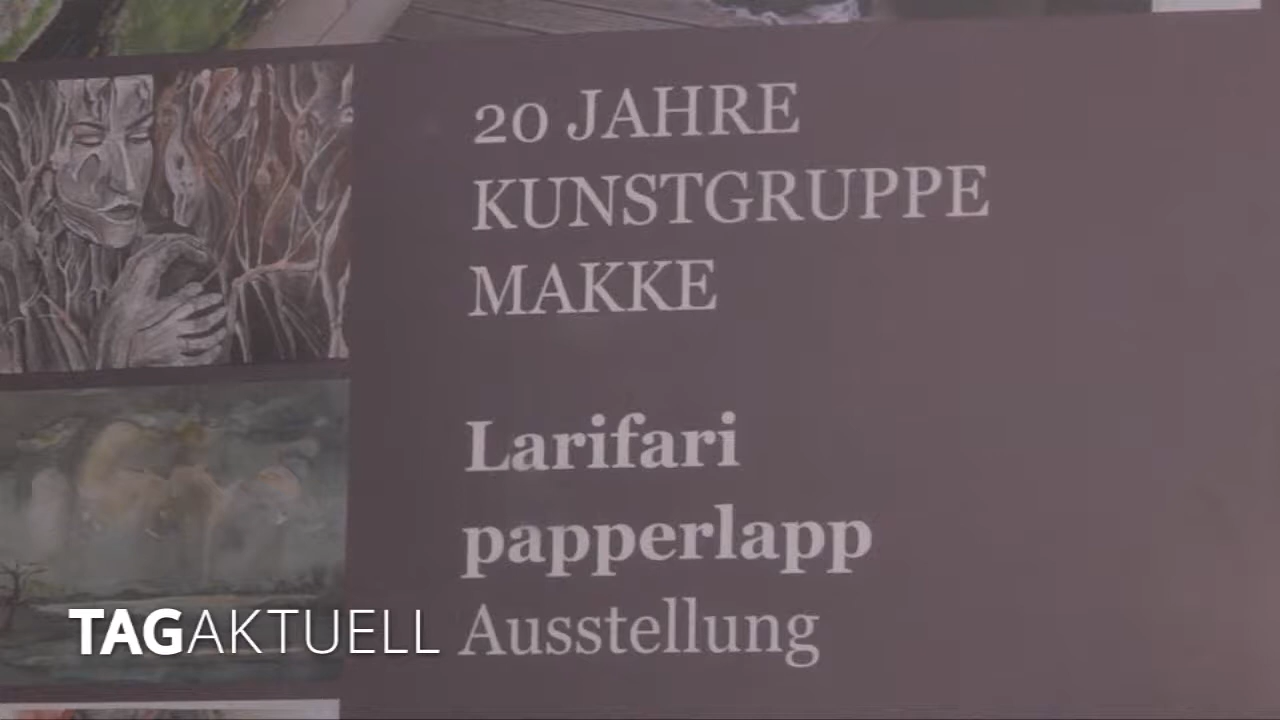 20 JAHRE
KUNSTGRUPPE
MAKKE
Larifari
papperlapp
Ausstellung
TAGAKTUELL